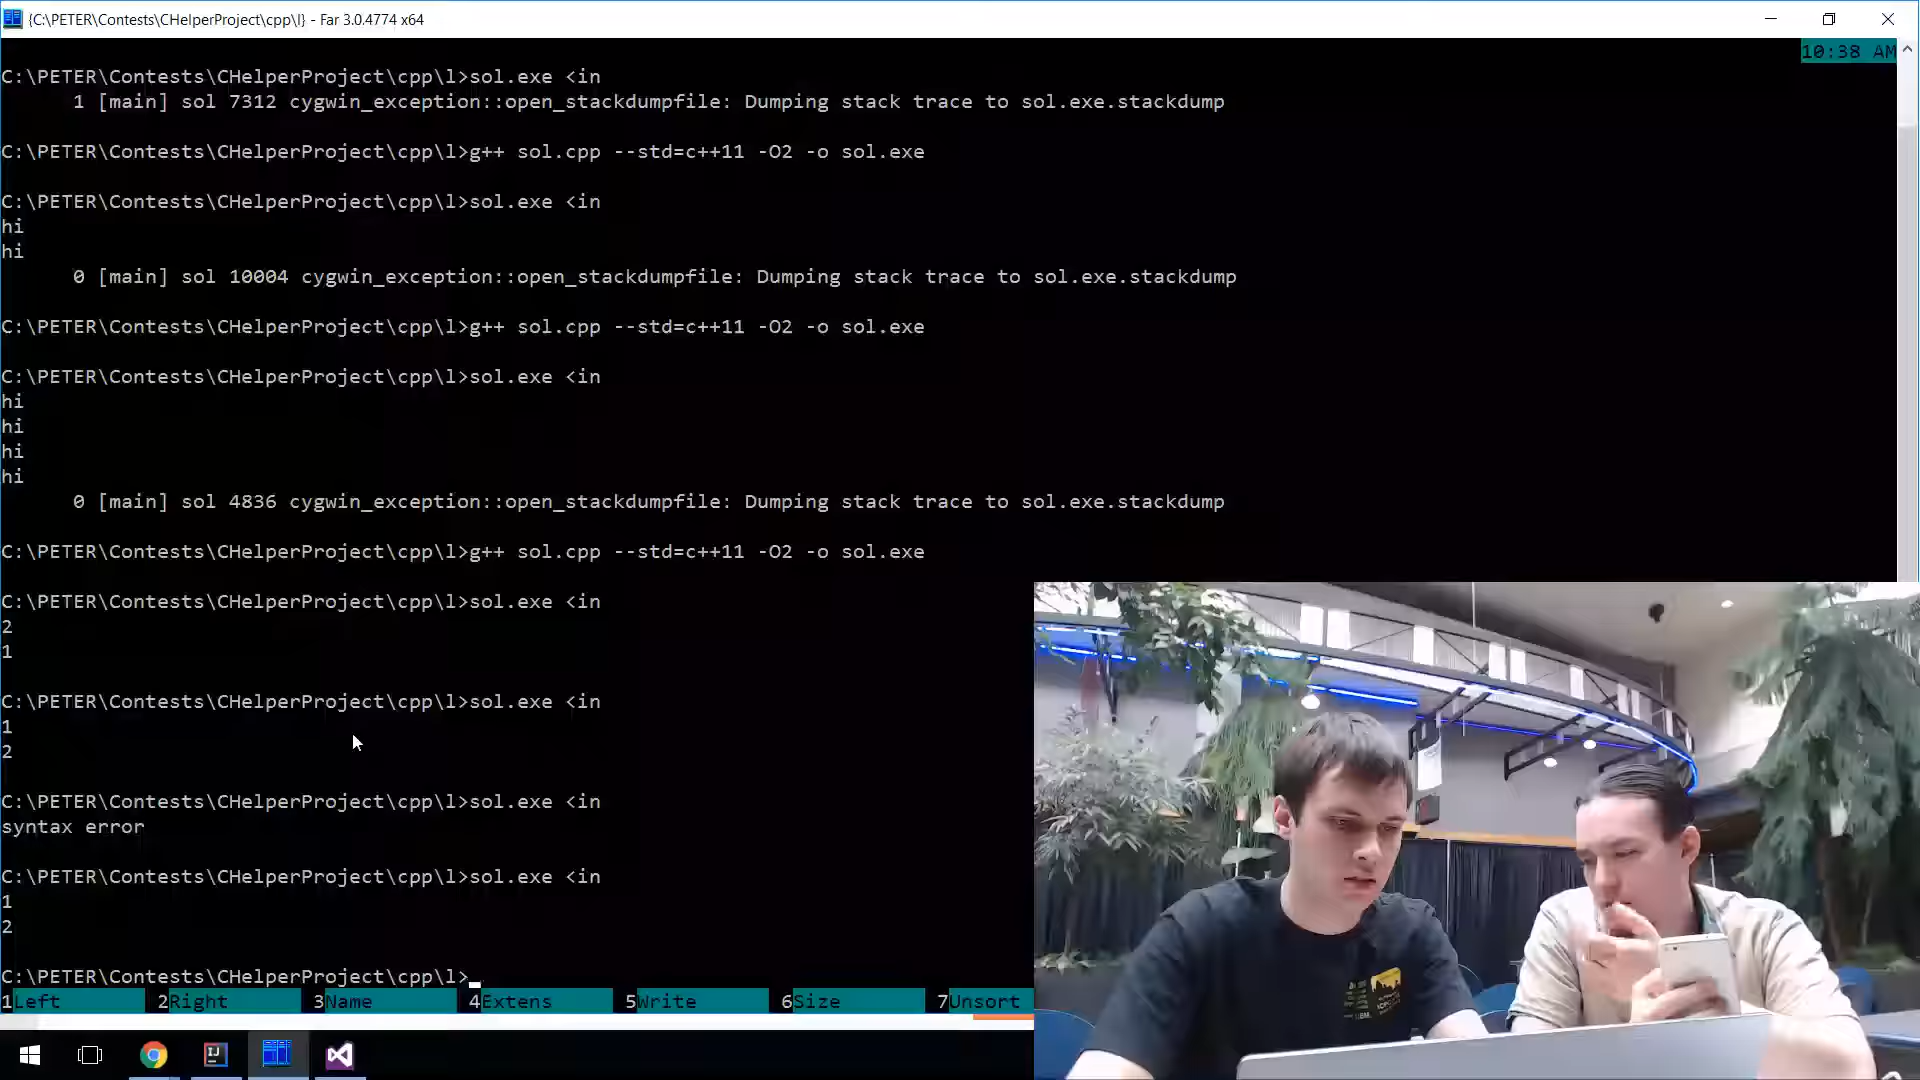 {C:\PETER\Contests\CHelperProject\cpp\l} - Far 3.0.4774 x64
10:38 AM
C:\PETER\Contests\CHelperProject\cpp\l>sol.exe <in
1 [main] sol 7312 cygwin_exception::open_stackdumpfile: Dumping stack trace to sol.exe.stackdump
C:\PETER\Contests\CHelperProject\cpp\l>g++ sol.cpp --std=c++11 -O2 -o sol.exe
C:\PETER\Contests\CHelperProject\cpp\l>sol.exe <in
hi
hi
0 [main] sol 10004 cygwin_exception::open_stackdumpfile: Dumping stack trace to sol.exe.stackdump
C:\PETER\Contests\CHelperProject\cpp\l>g++ sol.cpp --std=c++11 -O2 -o sol.exe
C:\PETER\Contests\CHelperProject\cpp\l>sol.exe <in
hi
hi
hi
hi
0 [main] sol 4836 cygwin_exception::open_stackdumpfile: Dumping stack trace to sol.exe.stackdump
C:\PETER\Contests\CHelperProject\cpp\l>g++ sol.cpp --std=c++11 -O2 -o sol.exe
C:\PETER\Contests\CHelperProject\cpp\l>sol.exe <in
2
1
C:\PETER\Contests\CHelperProject\cpp\l>sol.exe <in
1
2
C:\PETER\Contests\CHelperProject\cpp\l>sol.exe <in
syntax error
C:\PETER\Contests\CHelperProject\cpp\l>sol.exe <in
1
2
C:\PETER\Contests\CHelperProject\cpp\l>
1Left 2Right 3Name 4Extens 5Write 6Size 7Unsort
IJ